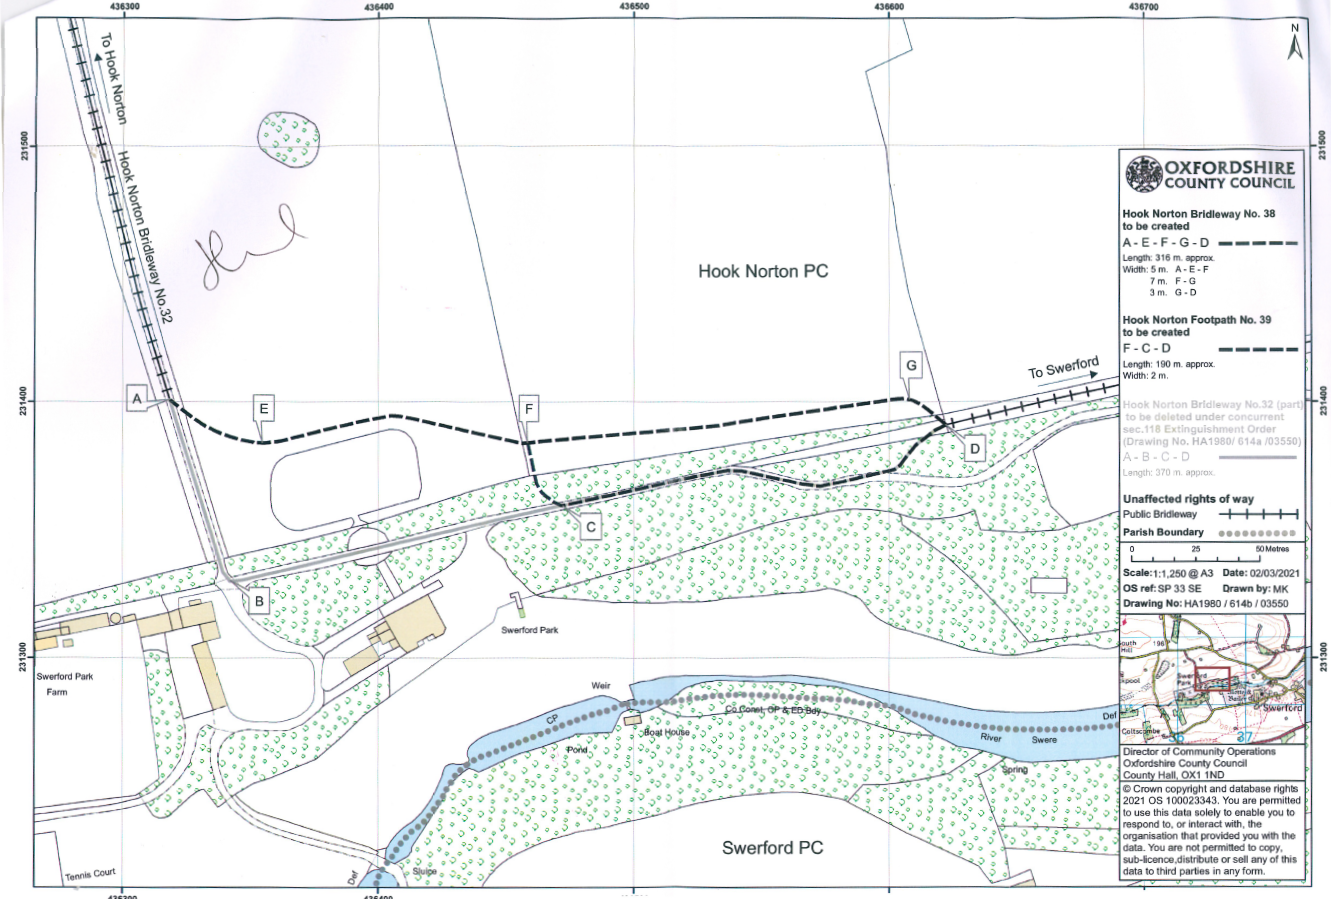 436300
436400
436500
436600
436700
N
To Hook Norton
Hook Norton Bridleway No.32
231500
231500
Hook Norton PC
231400
231400
A
E
F
G
To Swerford
D
C
B
231300
231300
Swerford Park
Farm
Swerford Park
Weir
CP
Pond
Boat House
Co Const, CP & ED Bdy
River
Swere
Def
Spring
Swerford PC
Tennis Court
Def
Sluice
436300
436400
OXFORDSHIRE
COUNTY COUNCIL
Hook Norton Bridleway No. 38
to be created
A - E - F - G - D
Length: 316 m. approx.
Width: 5 m. A - E - F
7 m. F - G
3 m. G - D
Hook Norton Footpath No. 39
to be created
F - C - D
Length: 190 m. approx.
Width: 2 m.
Hook Norton Bridleway No.32 (part)
to be deleted under concurrent
sec.118 Extinguishment Order
(Drawing No. HA1980/ 614a /03550)
A - B - C - D
Length: 370 m. approx.
Unaffected rights of way
Public Bridleway
Parish Boundary
0 25 50 Metres
Scale: 1:1,250 @ A3 Date: 02/03/2021
OS ref: SP 33 SE Drawn by: MK
Drawing No: HA1980 / 614b / 03550
196
Hill
Swerford
Coltscombe
37
Director of Community Operations
Oxfordshire County Council
County Hall, OX1 1ND
© Crown copyright and database rights
2021 OS 100023343. You are permitted
to use this data solely to enable you to
respond to, or interact with, the
organisation that provided you with the
data. You are not permitted to copy,
sub-licence,distribute or sell any of this
data to third parties in any form.